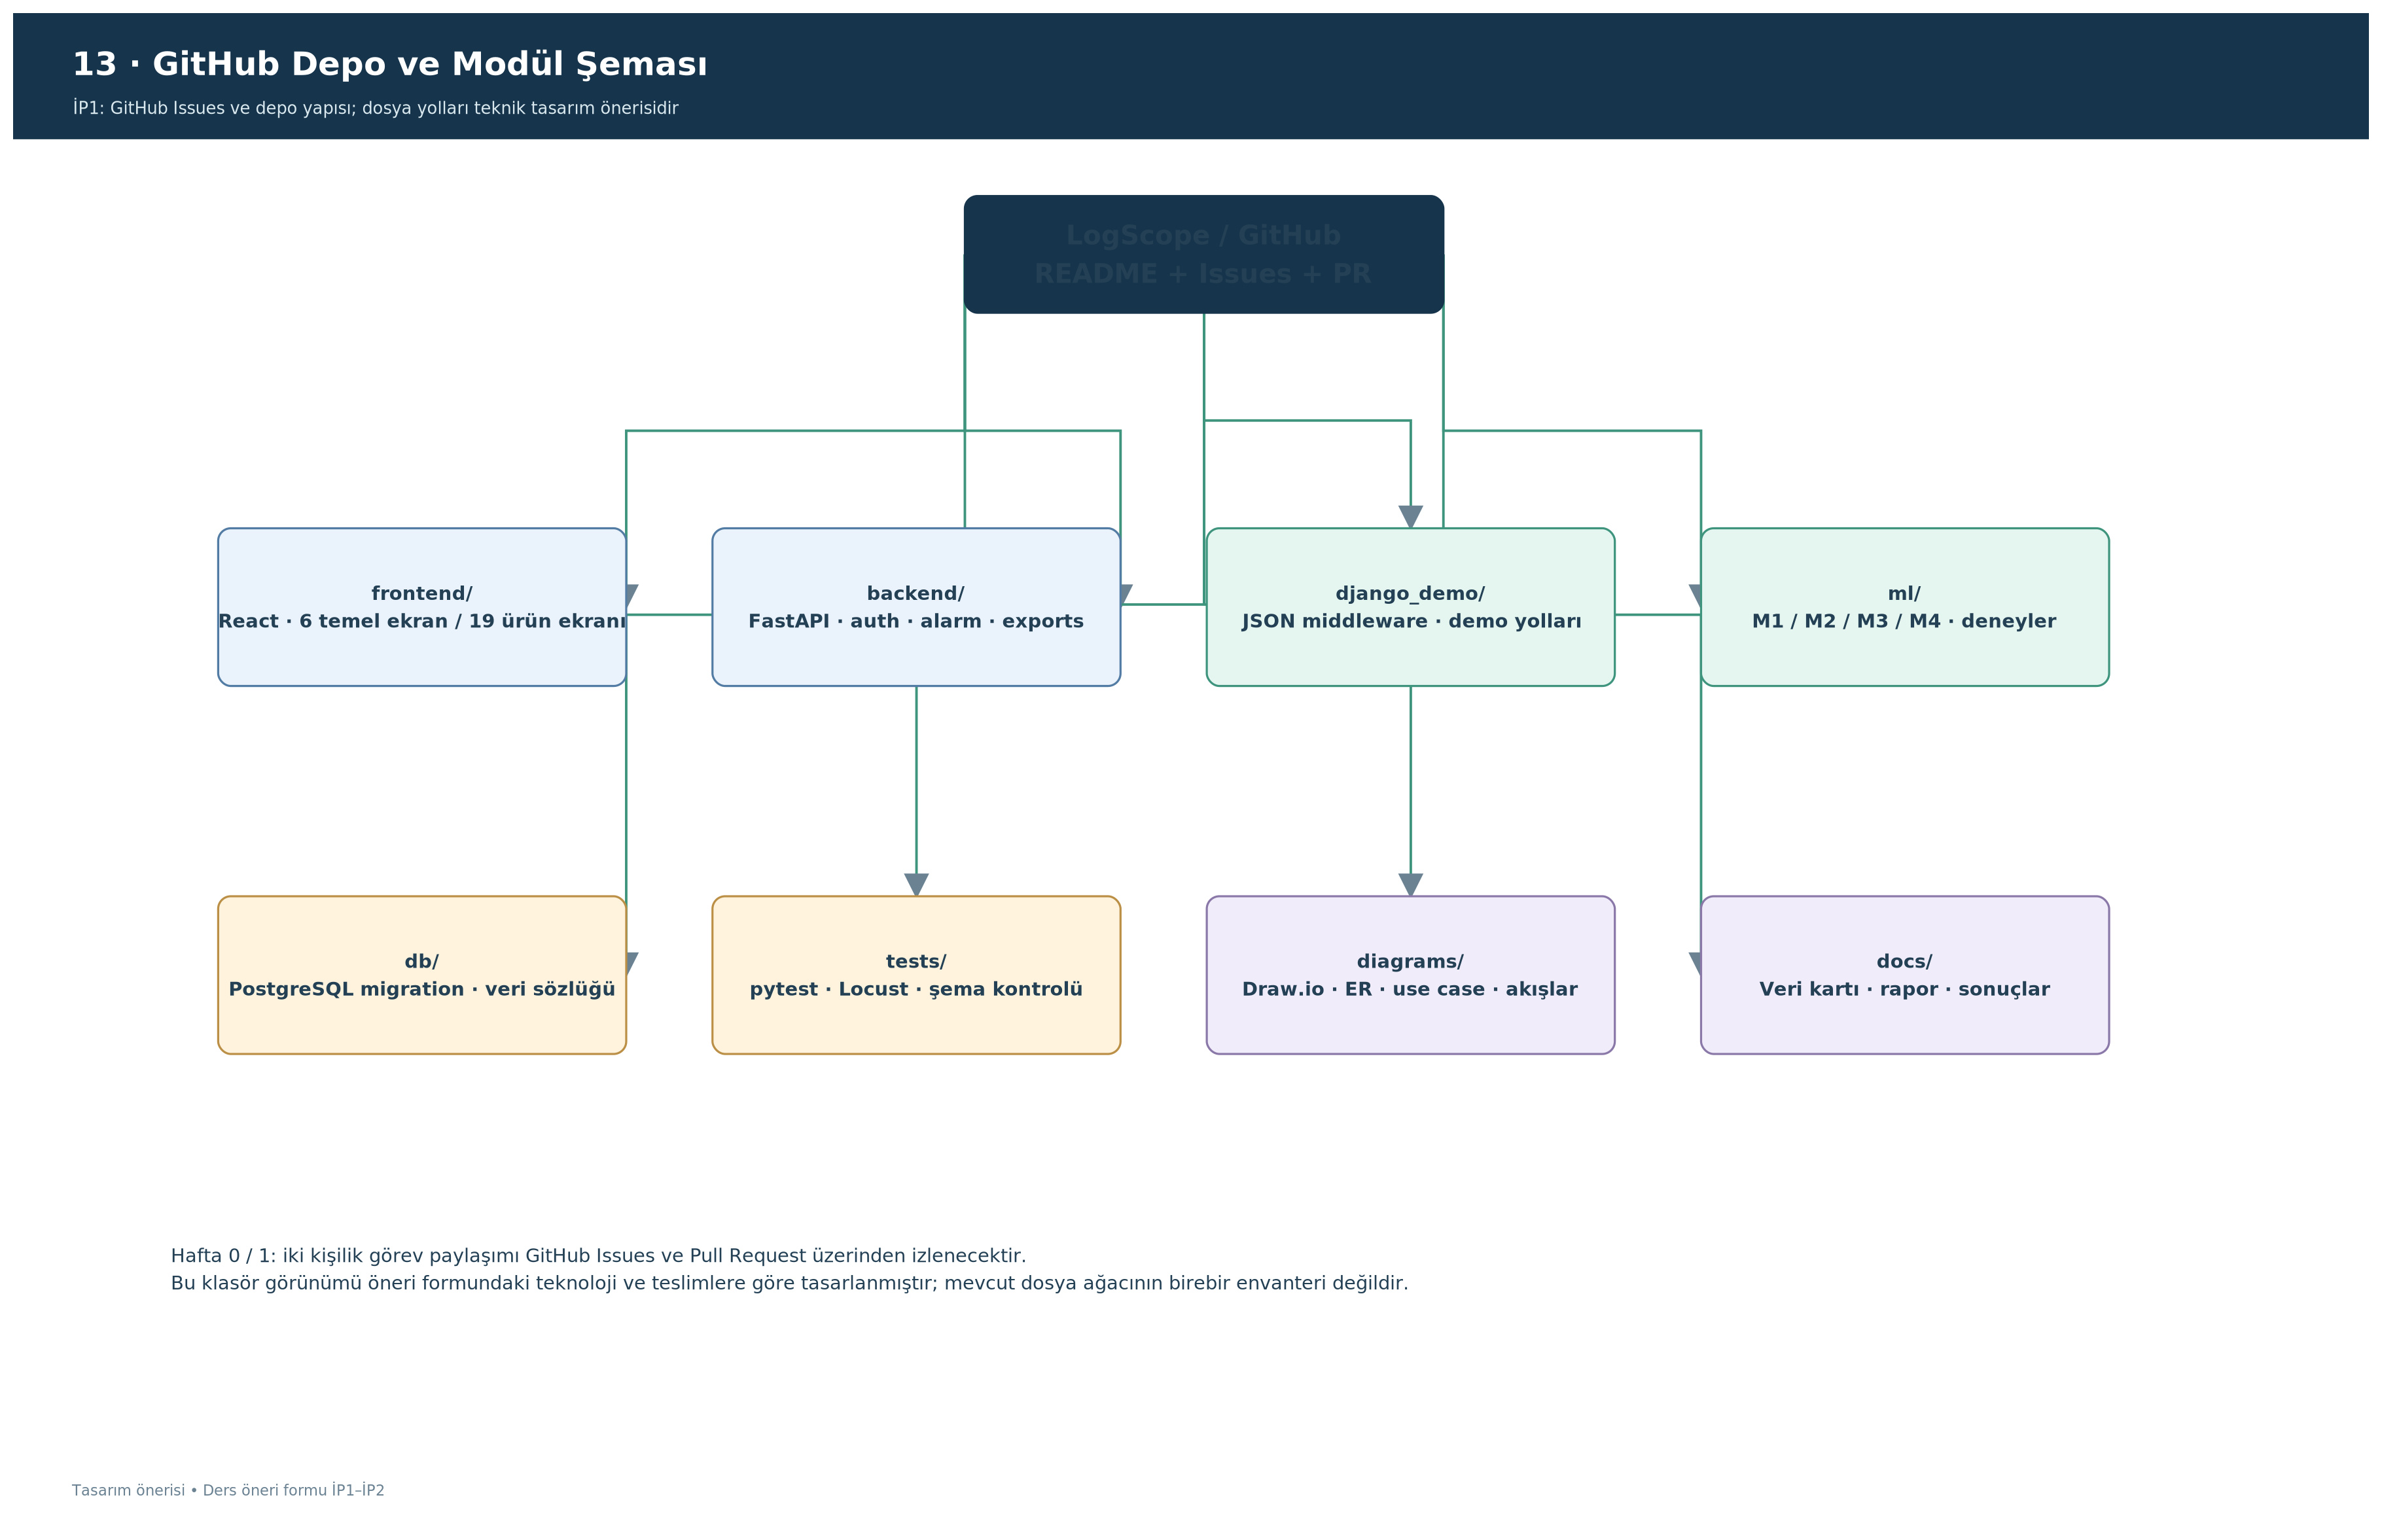 13 · GitHub Depo ve Modül Şeması
İP1: GitHub Issues ve depo yapısı; dosya yolları teknik tasarım önerisidir
LogScope / GitHub
README + Issues + PR
frontend/
React · 6 temel ekran / 19 ürün ekranı
backend/
FastAPI · auth · alarm · exports
django_demo/
JSON middleware · demo yolları
ml/
M1 / M2 / M3 / M4 · deneyler
db/
PostgreSQL migration · veri sözlüğü
tests/
pytest · Locust · şema kontrolü
diagrams/
Draw.io · ER · use case · akışlar
docs/
Veri kartı · rapor · sonuçlar
Hafta 0 / 1: iki kişilik görev paylaşımı GitHub Issues ve Pull Request üzerinden izlenecektir.
Bu klasör görünümü öneri formundaki teknoloji ve teslimlere göre tasarlanmıştır; mevcut dosya ağacının birebir envanteri değildir.
Tasarım önerisi • Ders öneri formu İP1–İP2